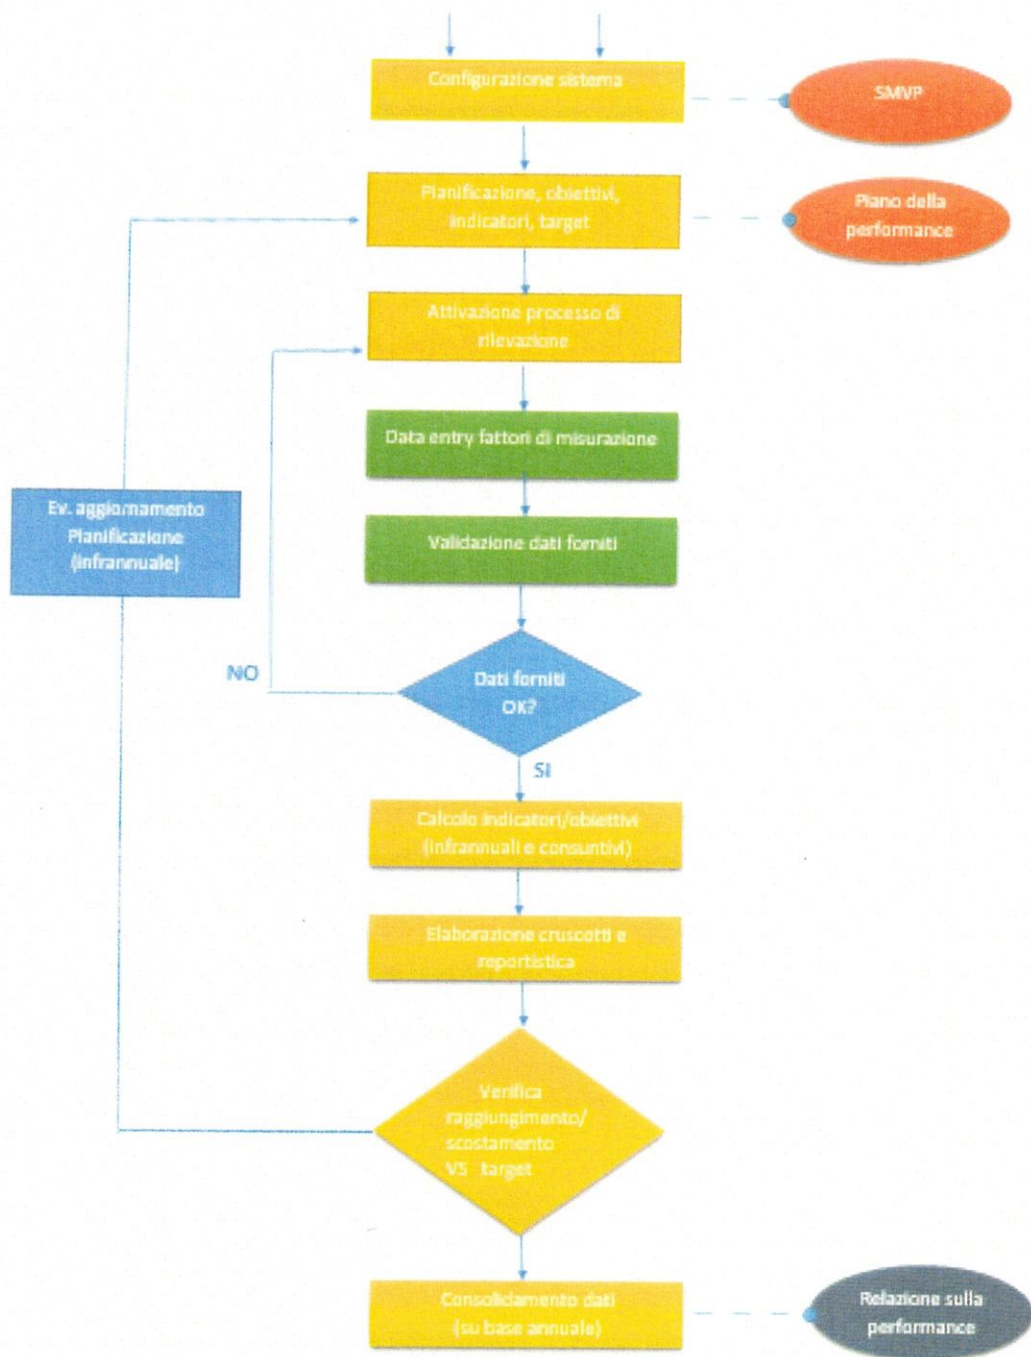 Configurazione sistema
SMVP
Pianificazione, obiettivi,
indicatori, target
Piano della
performance
Attivazione processo di
rilevazione
Data entry fattori di misurazione
Ev. aggiornamento
Pianificazione
(infrannuale)
Validazione dati forniti
NO
Dati forniti
OK?
SI
Calcolo indicatori/obiettivi
(infrannuali e consuntivi)
Elaborazione cruscotti e
reportistica
Verifica
raggiungimento/
scostamento
VS target
Consolidamento dati
(su base annuale)
Relazione sulla
performance